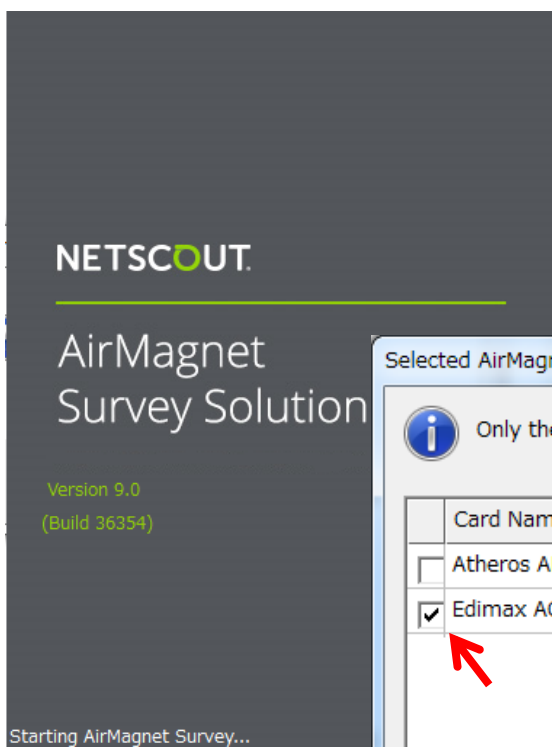 NETSCOUT.
AirMagnet
Survey Solution
Version 9.0
(Build 36354)
Selected AirMagn
Only the
Card Nam
Atheros A
Edimax AC
Starting AirMagnet Survey...